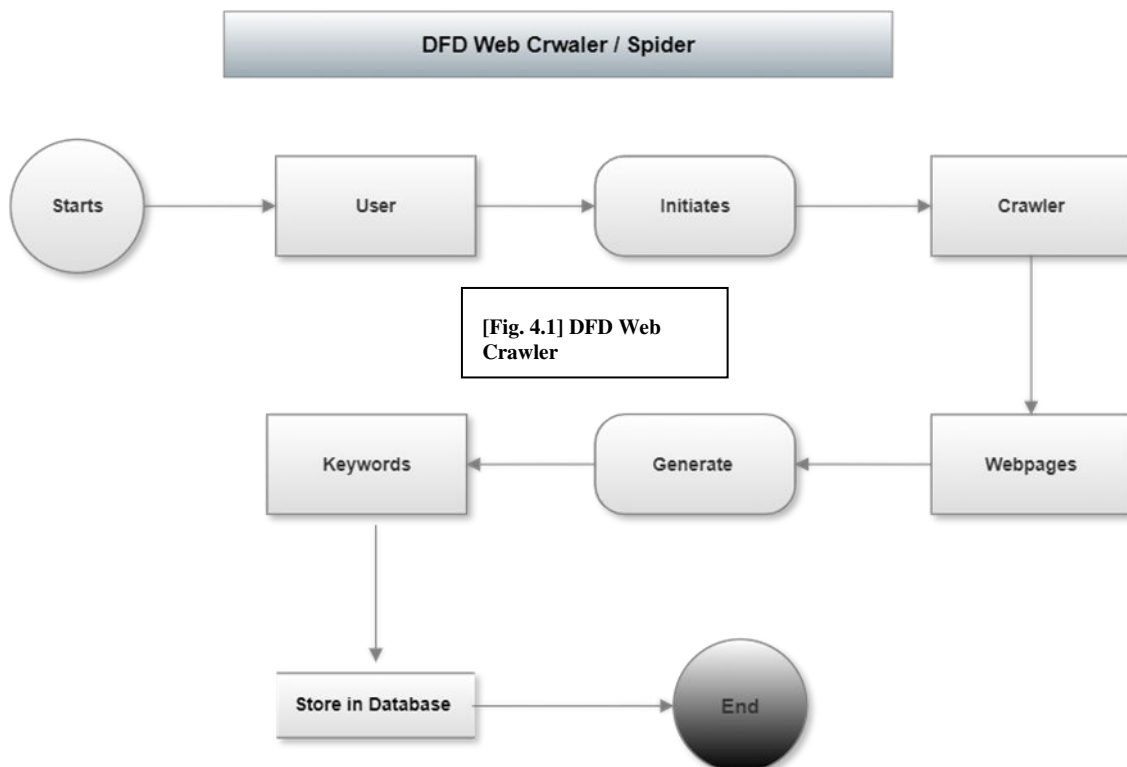 DFD Web Crwaler / Spider
Starts
User
Initiates
Crawler
[Fig. 4.1] DFD Web
Crawler
Keywords
Generate
Webpages
Store in Database
End